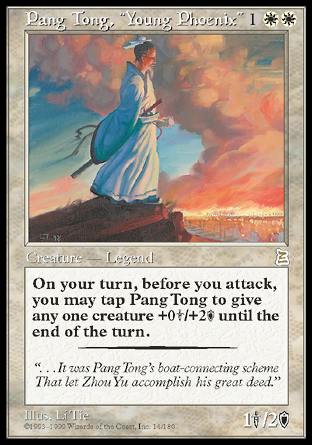 Pang Tong, "Young Phoenix" 1
LT 98
Creature — Legend
On your turn, before you attack,
you may tap Pang Tong to give
any one creature +0/+2 until the
end of the turn.
“. . .It was Pang Tong's boat-connecting scheme
That let Zhou Yu accomplish his great deed.”
Illus. Li Tie
©1993-1999 Wizards of the Coast, Inc. 14/180
1/2